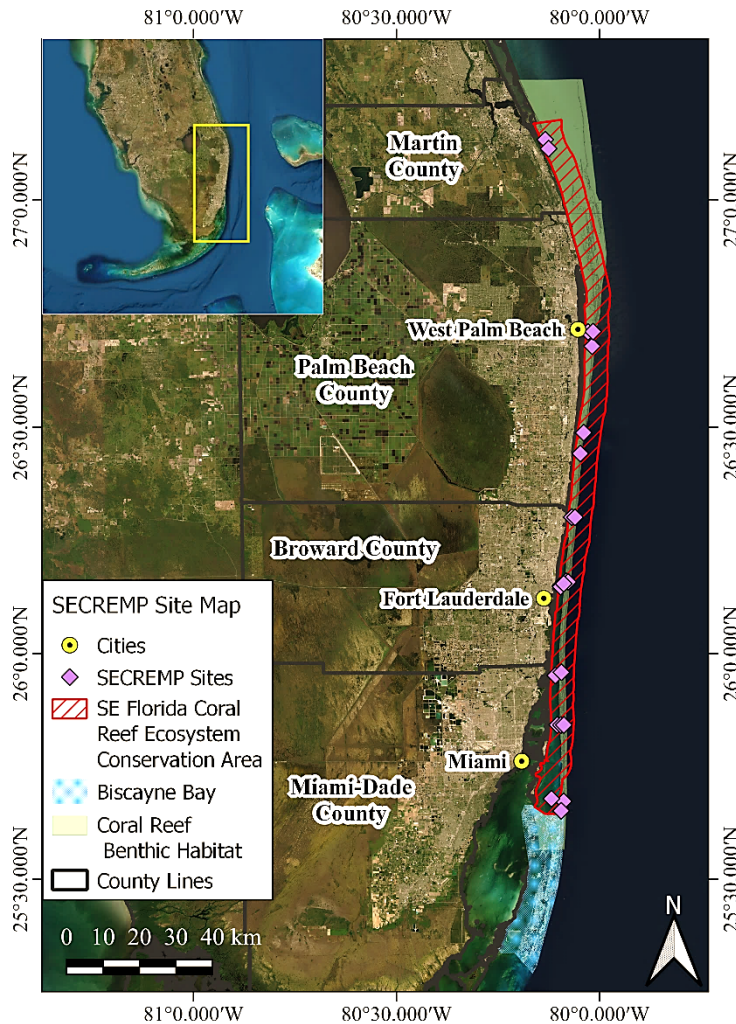 81°0.000'W 80°30.000'W 80°0.000'W
Martin
County
27°0.000'N
27°0.000'N
West Palm Beach
Palm Beach
County
26°30.000'N
26°30.000'N
Broward County
Fort Lauderdale
SECREMP Site Map
Cities
SECREMP Sites
SE Florida Coral
Reef Ecosystem
Conservation Area
Biscayne Bay
Coral Reef
Benthic Habitat
County Lines
26°0.000'N
26°0.000'N
Miami
Miami-Dade
County
25°30.000'N
25°30.000'N
0 10 20 30 40 km
N
81°0.000'W 80°30.000'W 80°0.000'W